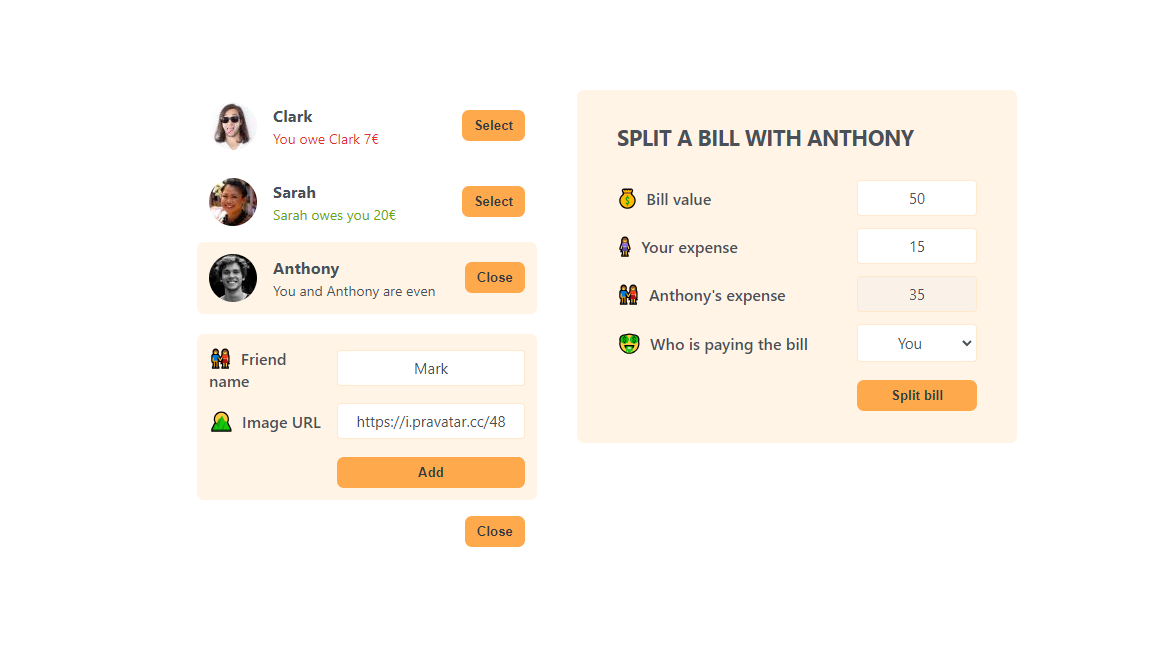 Clark
You owe Clark 7€
Select
Sarah
Sarah owes you 20€
Select
Anthony
You and Anthony are even
Close
Friend
name
Mark
Image URL
https://i.pravatar.cc/48
Add
Close
SPLIT A BILL WITH ANTHONY
Bill value
50
Your expense
15
Anthony's expense
35
Who is paying the bill
You
Split bill